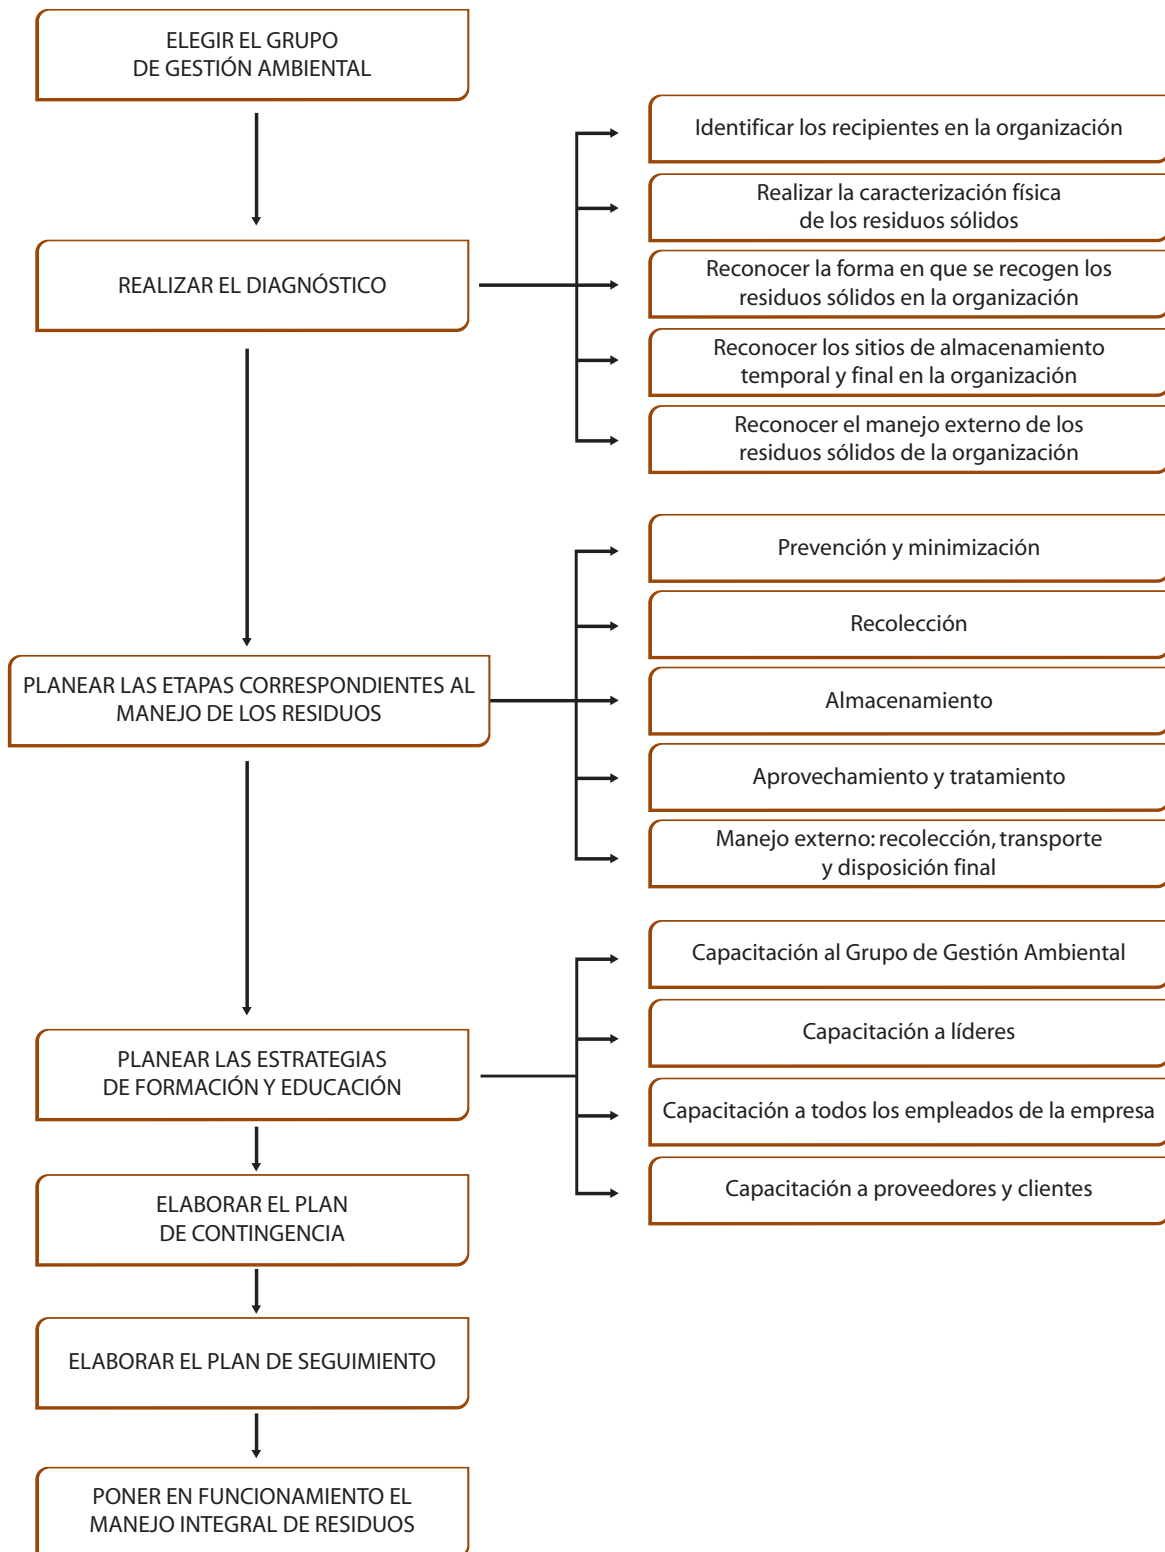 ELEGIR EL GRUPO
DE GESTIÓN AMBIENTAL
REALIZAR EL DIAGNÓSTICO
Identificar los recipientes en la organización
Realizar la caracterización física
de los residuos sólidos
Reconocer la forma en que se recogen los
residuos sólidos en la organización
Reconocer los sitios de almacenamiento
temporal y final en la organización
Reconocer el manejo externo de los
residuos sólidos de la organización
PLANEAR LAS ETAPAS CORRESPONDIENTES AL
MANEJO DE LOS RESIDUOS
Prevención y minimización
Recolección
Almacenamiento
Aprovechamiento y tratamiento
Manejo externo: recolección, transporte
y disposición final
PLANEAR LAS ESTRATEGIAS
DE FORMACIÓN Y EDUCACIÓN
Capacitación al Grupo de Gestión Ambiental
Capacitación a líderes
Capacitación a todos los empleados de la empresa
Capacitación a proveedores y clientes
ELABORAR EL PLAN
DE CONTINGENCIA
ELABORAR EL PLAN DE SEGUIMIENTO
PONER EN FUNCIONAMIENTO EL
MANEJO INTEGRAL DE RESIDUOS